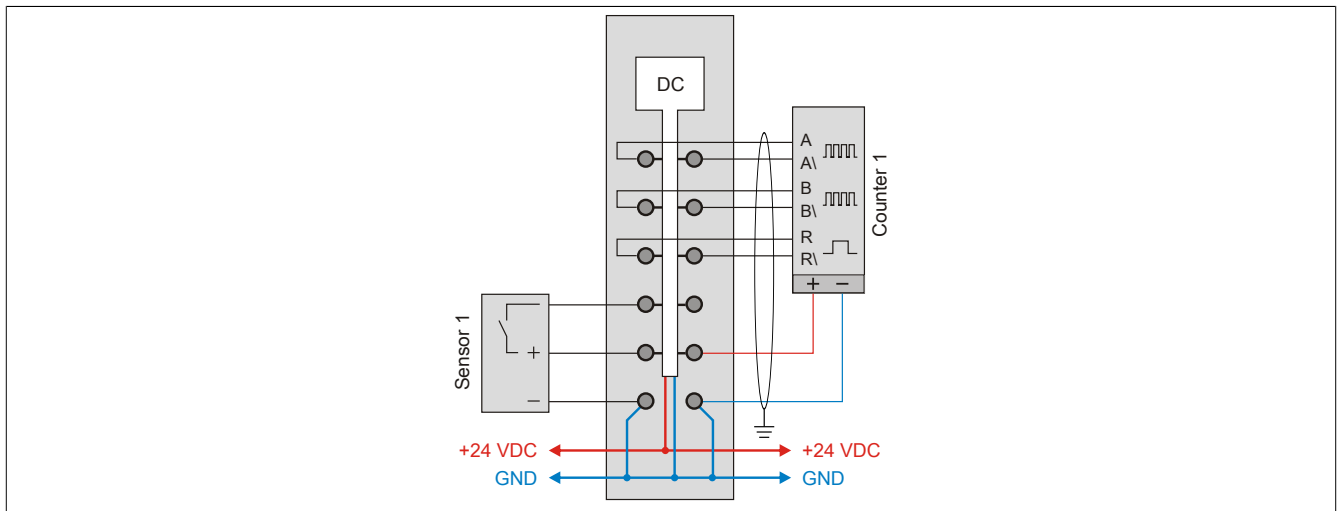 DC
A
A\
B
B\
R
R\
Counter 1
+ −
Sensor 1
+
−
+24 VDC +24 VDC
GND GND